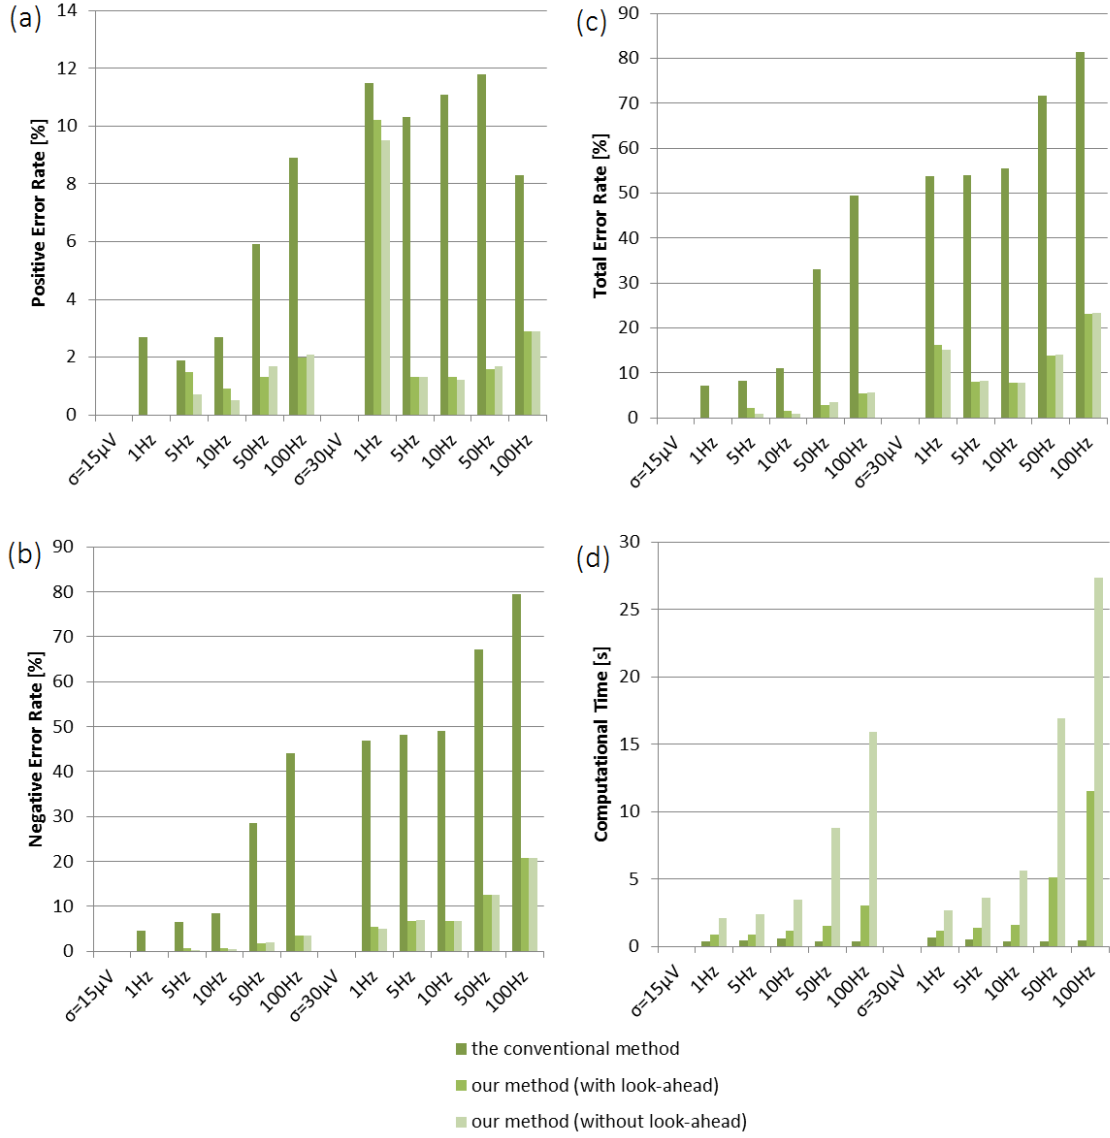 (a)
Positive Error Rate [%]
14
12
10
8
6
4
2
0
σ=15µV 1Hz 5Hz 10Hz 50Hz 100Hz σ=30µV 1Hz 5Hz 10Hz 50Hz 100Hz
(c)
Total Error Rate [%]
90
80
70
60
50
40
30
20
10
0
σ=15µV 1Hz 5Hz 10Hz 50Hz 100Hz σ=30µV 1Hz 5Hz 10Hz 50Hz 100Hz
(b)
Negative Error Rate [%]
90
80
70
60
50
40
30
20
10
0
σ=15µV 1Hz 5Hz 10Hz 50Hz 100Hz σ=30µV 1Hz 5Hz 10Hz 50Hz 100Hz
(d)
Computational Time [s]
30
25
20
15
10
5
0
σ=15µV 1Hz 5Hz 10Hz 50Hz 100Hz σ=30µV 1Hz 5Hz 10Hz 50Hz 100Hz
the conventional method
our method (with look-ahead)
our method (without look-ahead)